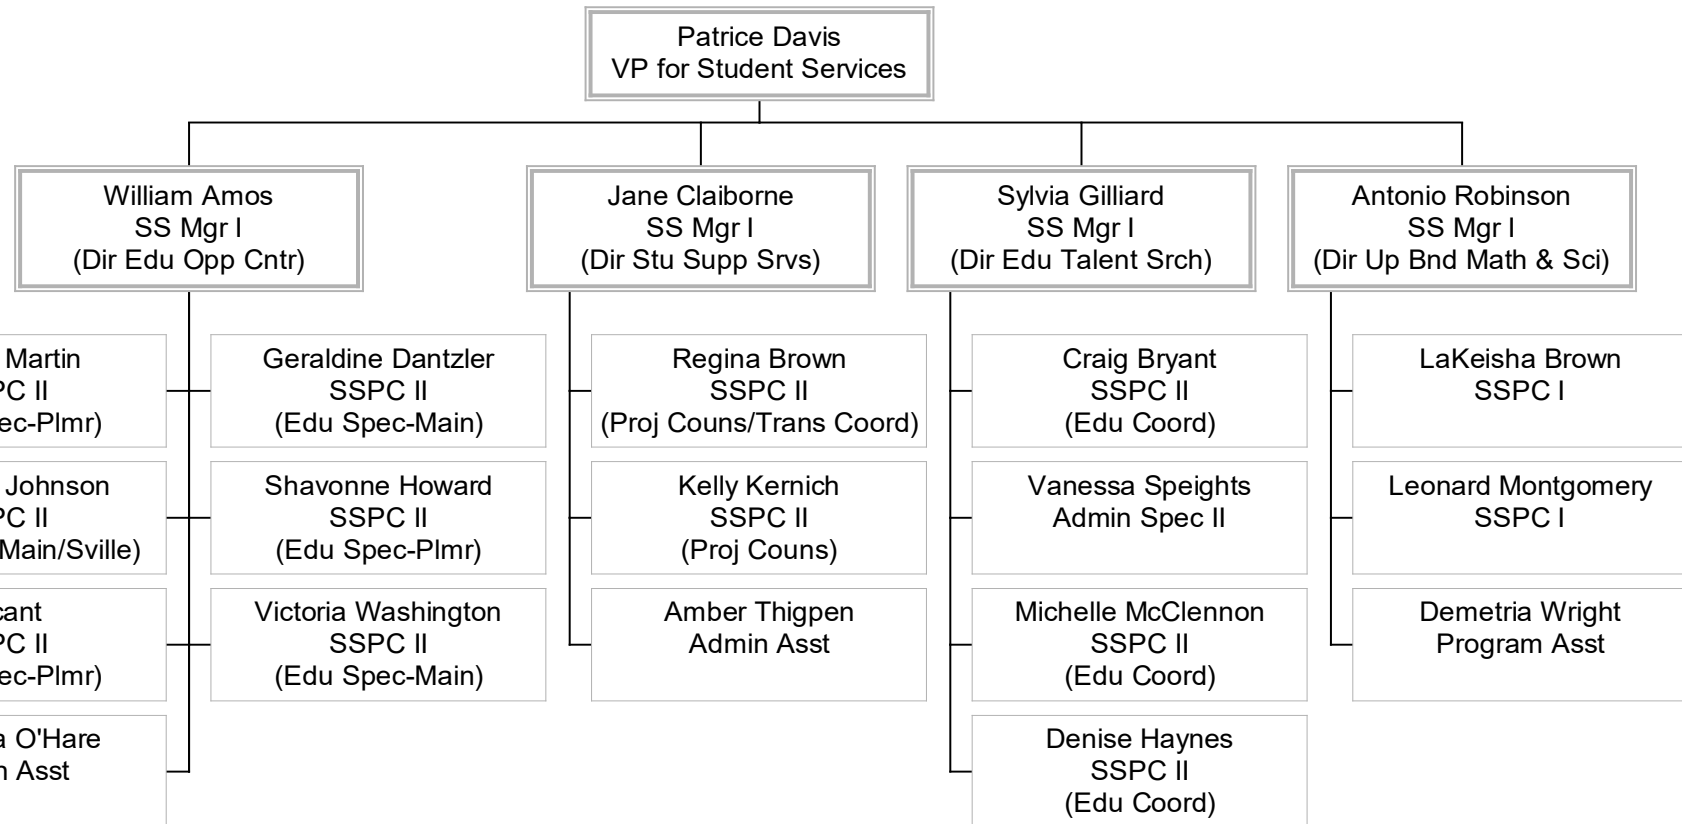 Patrice Davis
VP for Student Services
William Amos
SS Mgr I
(Dir Edu Opp Cntr)
Jane Claiborne
SS Mgr I
(Dir Stu Supp Srvs)
Sylvia Gilliard
SS Mgr I
(Dir Edu Talent Srch)
Antonio Robinson
SS Mgr I
(Dir Up Bnd Math & Sci)
Martin
II
Johnson
II
Main/Sville)
II
O'Hare
Asst
Geraldine Dantzler
SSPC II
(Edu Spec-Main)
Shavonne Howard
SSPC II
(Edu Spec-Plmr)
Victoria Washington
SSPC II
(Edu Spec-Main)
Regina Brown
SSPC II
(Proj Couns/Trans Coord)
Kelly Kernich
SSPC II
(Proj Couns)
Amber Thigpen
Admin Asst
Craig Bryant
SSPC II
(Edu Coord)
Vanessa Speights
Admin Spec II
Michelle McClennon
SSPC II
(Edu Coord)
Denise Haynes
SSPC II
(Edu Coord)
LaKeisha Brown
SSPC I
Leonard Montgomery
SSPC I
Demetria Wright
Program Asst